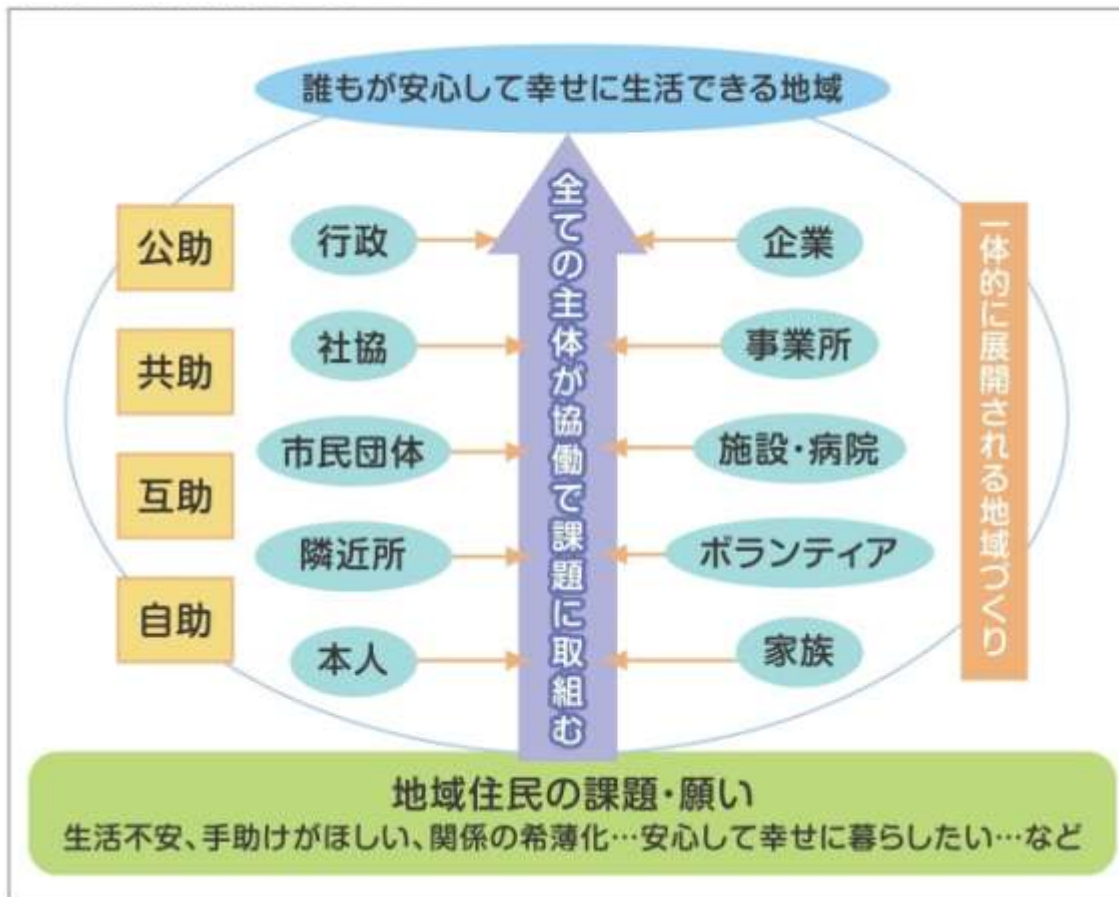 誰もが安心して幸せに生活できる地域
公助
共助
互助
自助
行政
社協
市民団体
隣近所
本人
全ての主体が協働で課題に取組む
企業
事業所
施設・病院
ボランティア
家族
一体的に展開される地域づくり
地域住民の課題・願い
生活不安、手助けがほしい、関係の希薄化…安心して幸せに暮らしたい…など